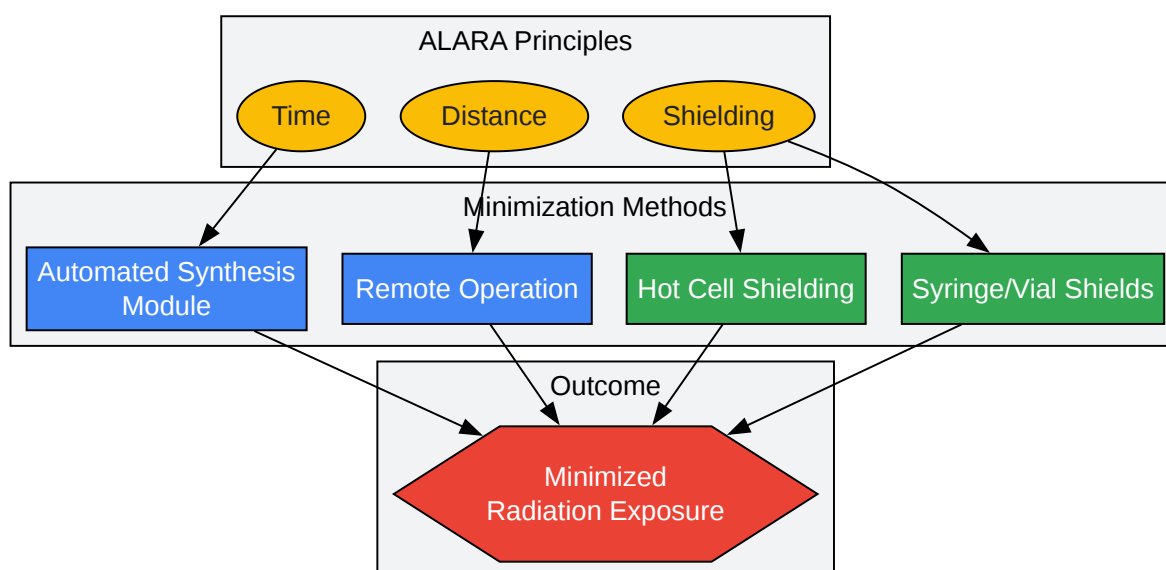 ALARA Principles
Time
Distance
Shielding
Minimization Methods
Automated Synthesis
Module
Remote Operation
Hot Cell Shielding
Syringe/Vial Shields
Outcome
Minimized
Radiation Exposure